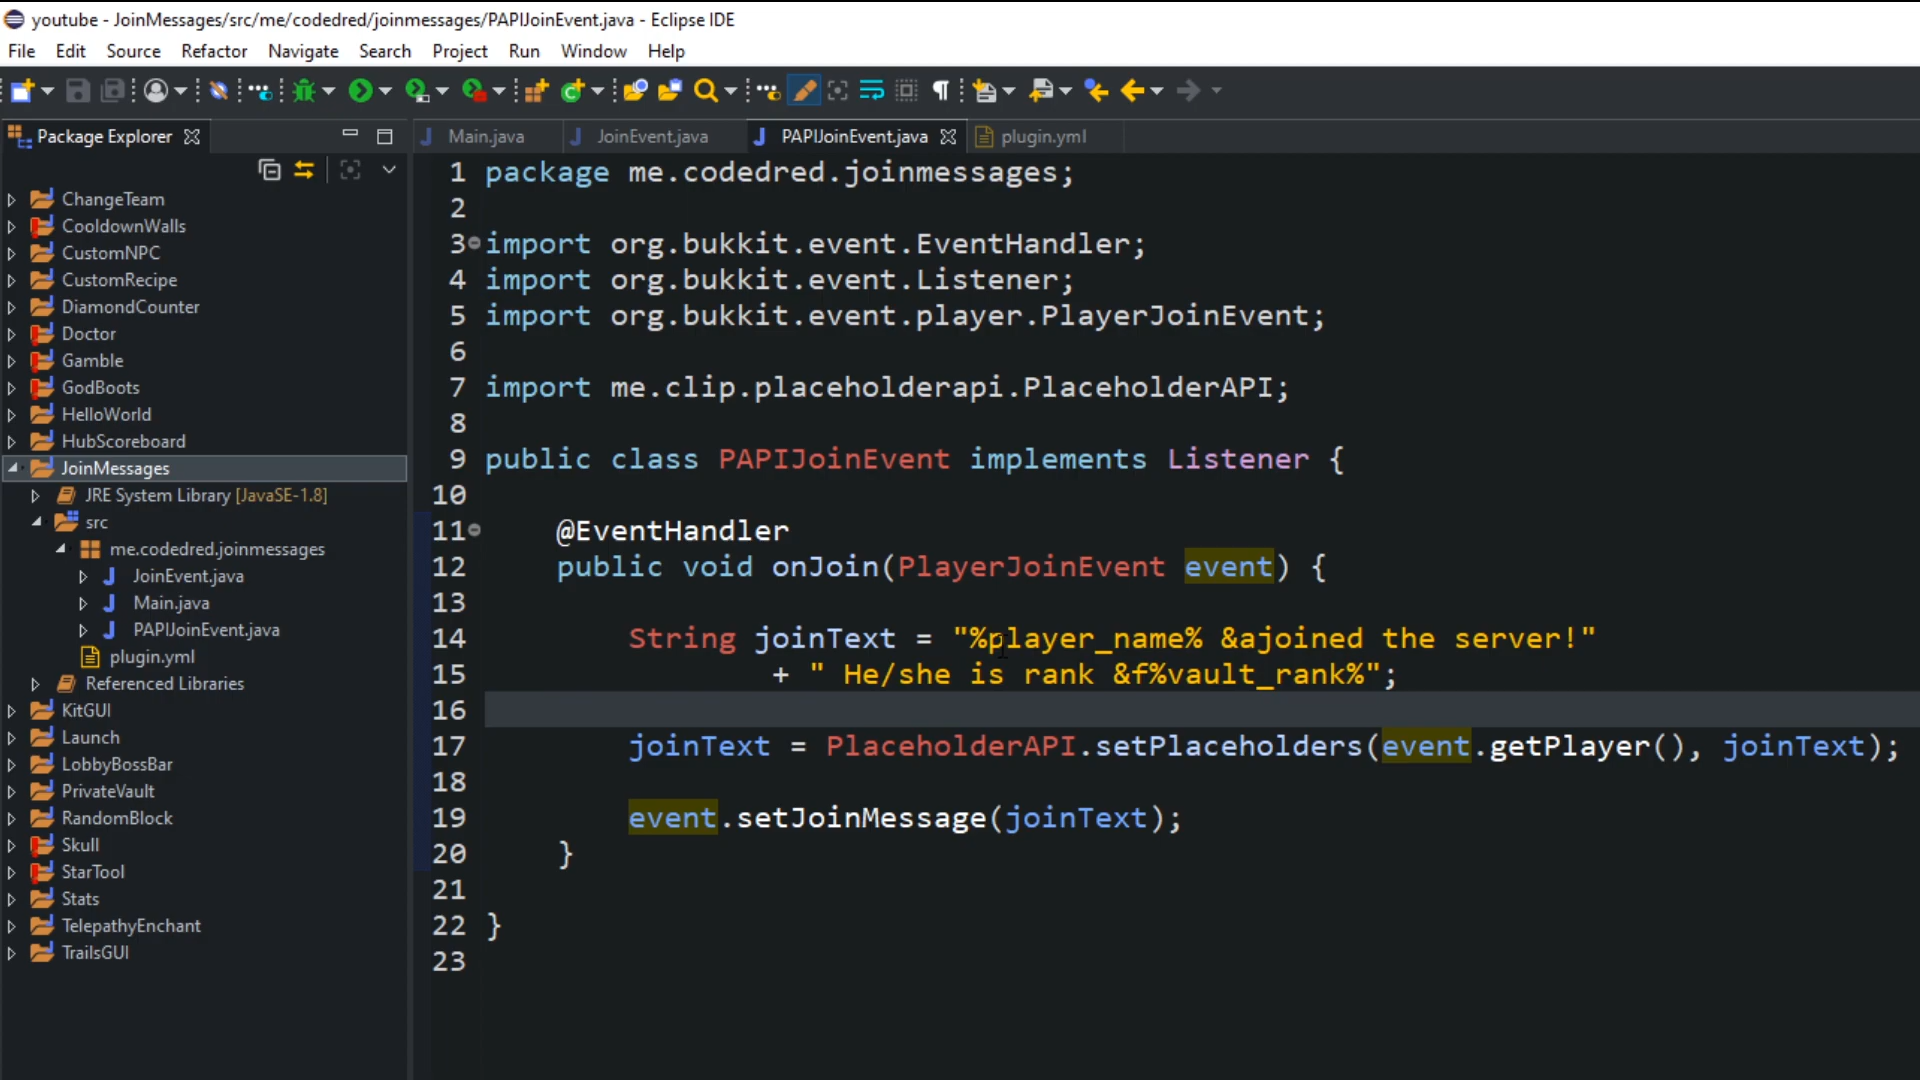 youtube - JoinMessages/src/me/codedred/joinmessages/PAPIJoinEvent.java - Eclipse IDE
File Edit Source Refactor Navigate Search Project Run Window Help
Package Explorer
Main.java JoinEvent.java PAPIJoinEvent.java plugin.yml
ChangeTeam
CooldownWalls
CustomNPC
CustomRecipe
DiamondCounter
Doctor
Gamble
GodBoots
HelloWorld
HubScoreboard
JoinMessages
JRE System Library [JavaSE-1.8]
src
me.codedred.joinmessages
JoinEvent.java
Main.java
PAPIJoinEvent.java
plugin.yml
Referenced Libraries
KitGUI
Launch
LobbyBossBar
PrivateVault
RandomBlock
Skull
StarTool
Stats
TelepathyEnchant
TrailsGUI
1 package me.codedred.joinmessages;
2
3 import org.bukkit.event.EventHandler;
4 import org.bukkit.event.Listener;
5 import org.bukkit.event.player.PlayerJoinEvent;
6
7 import me.clip.placeholderapi.PlaceholderAPI;
8
9 public class PAPIJoinEvent implements Listener {
10
11 @EventHandler
12 public void onJoin(PlayerJoinEvent event) {
13
14 String joinText = "%player_name% &ajoined the server!"
15 + " He/she is rank &f%vault_rank%";
16
17 joinText = PlaceholderAPI.setPlaceholders(event.getPlayer(), joinText);
18
19 event.setJoinMessage(joinText);
20 }
21
22 }
23